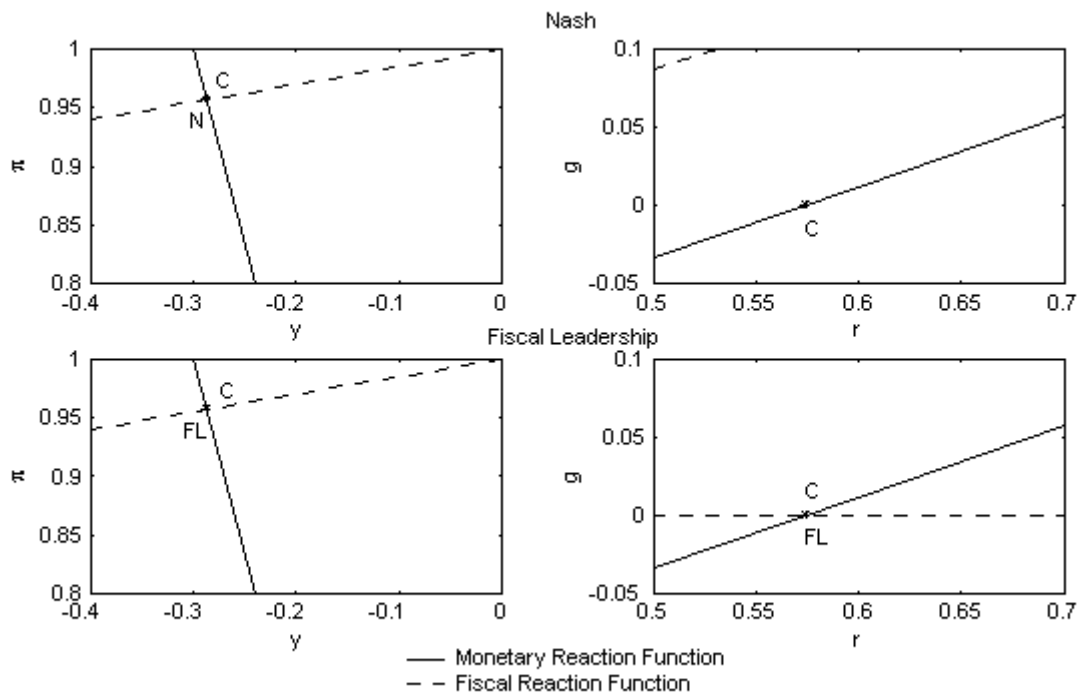 Nash
1
0.95
0.9
0.85
0.8
π
C
N
-0.4
-0.3
-0.2
-0.1
0
y
0.1
0.05
0
-0.05
g
C
0.5
0.55
0.6
0.65
0.7
r
Fiscal Leadership
1
0.95
0.9
0.85
0.8
π
C
FL
-0.4
-0.3
-0.2
-0.1
0
y
0.1
0.05
0
-0.05
g
C
FL
0.5
0.55
0.6
0.65
0.7
r
Monetary Reaction Function
Fiscal Reaction Function